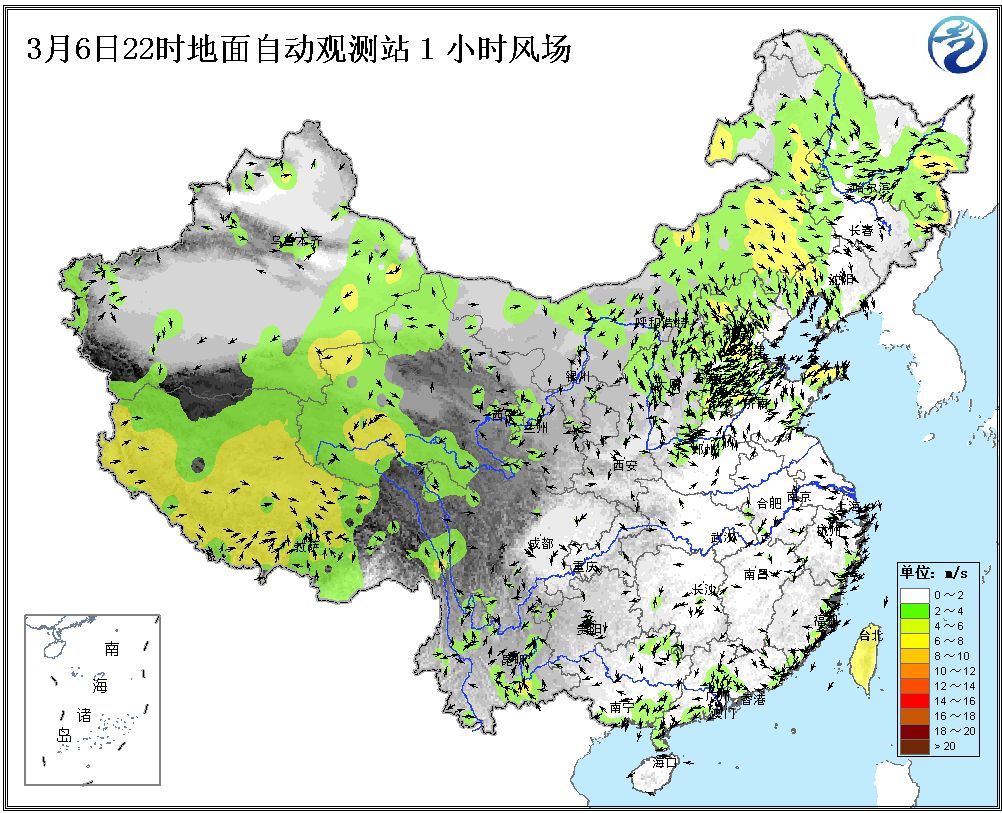 3月6日22时地面自动观测站1小时风场
哈尔滨
长春
沈阳
乌鲁木齐
呼和浩特
银川
太原
济南
西宁
兰州
郑州
西安
合肥
南京
上海
杭州
成都
武汉
重庆
南昌
长沙
拉萨
贵阳
福州
台北
昆明
南宁
香港
澳门
海口
单位: m/s
0～2
2～4
4～6
6～8
8～10
10～12
12～14
14～16
16～18
18～20
>20
南
海
诸
岛